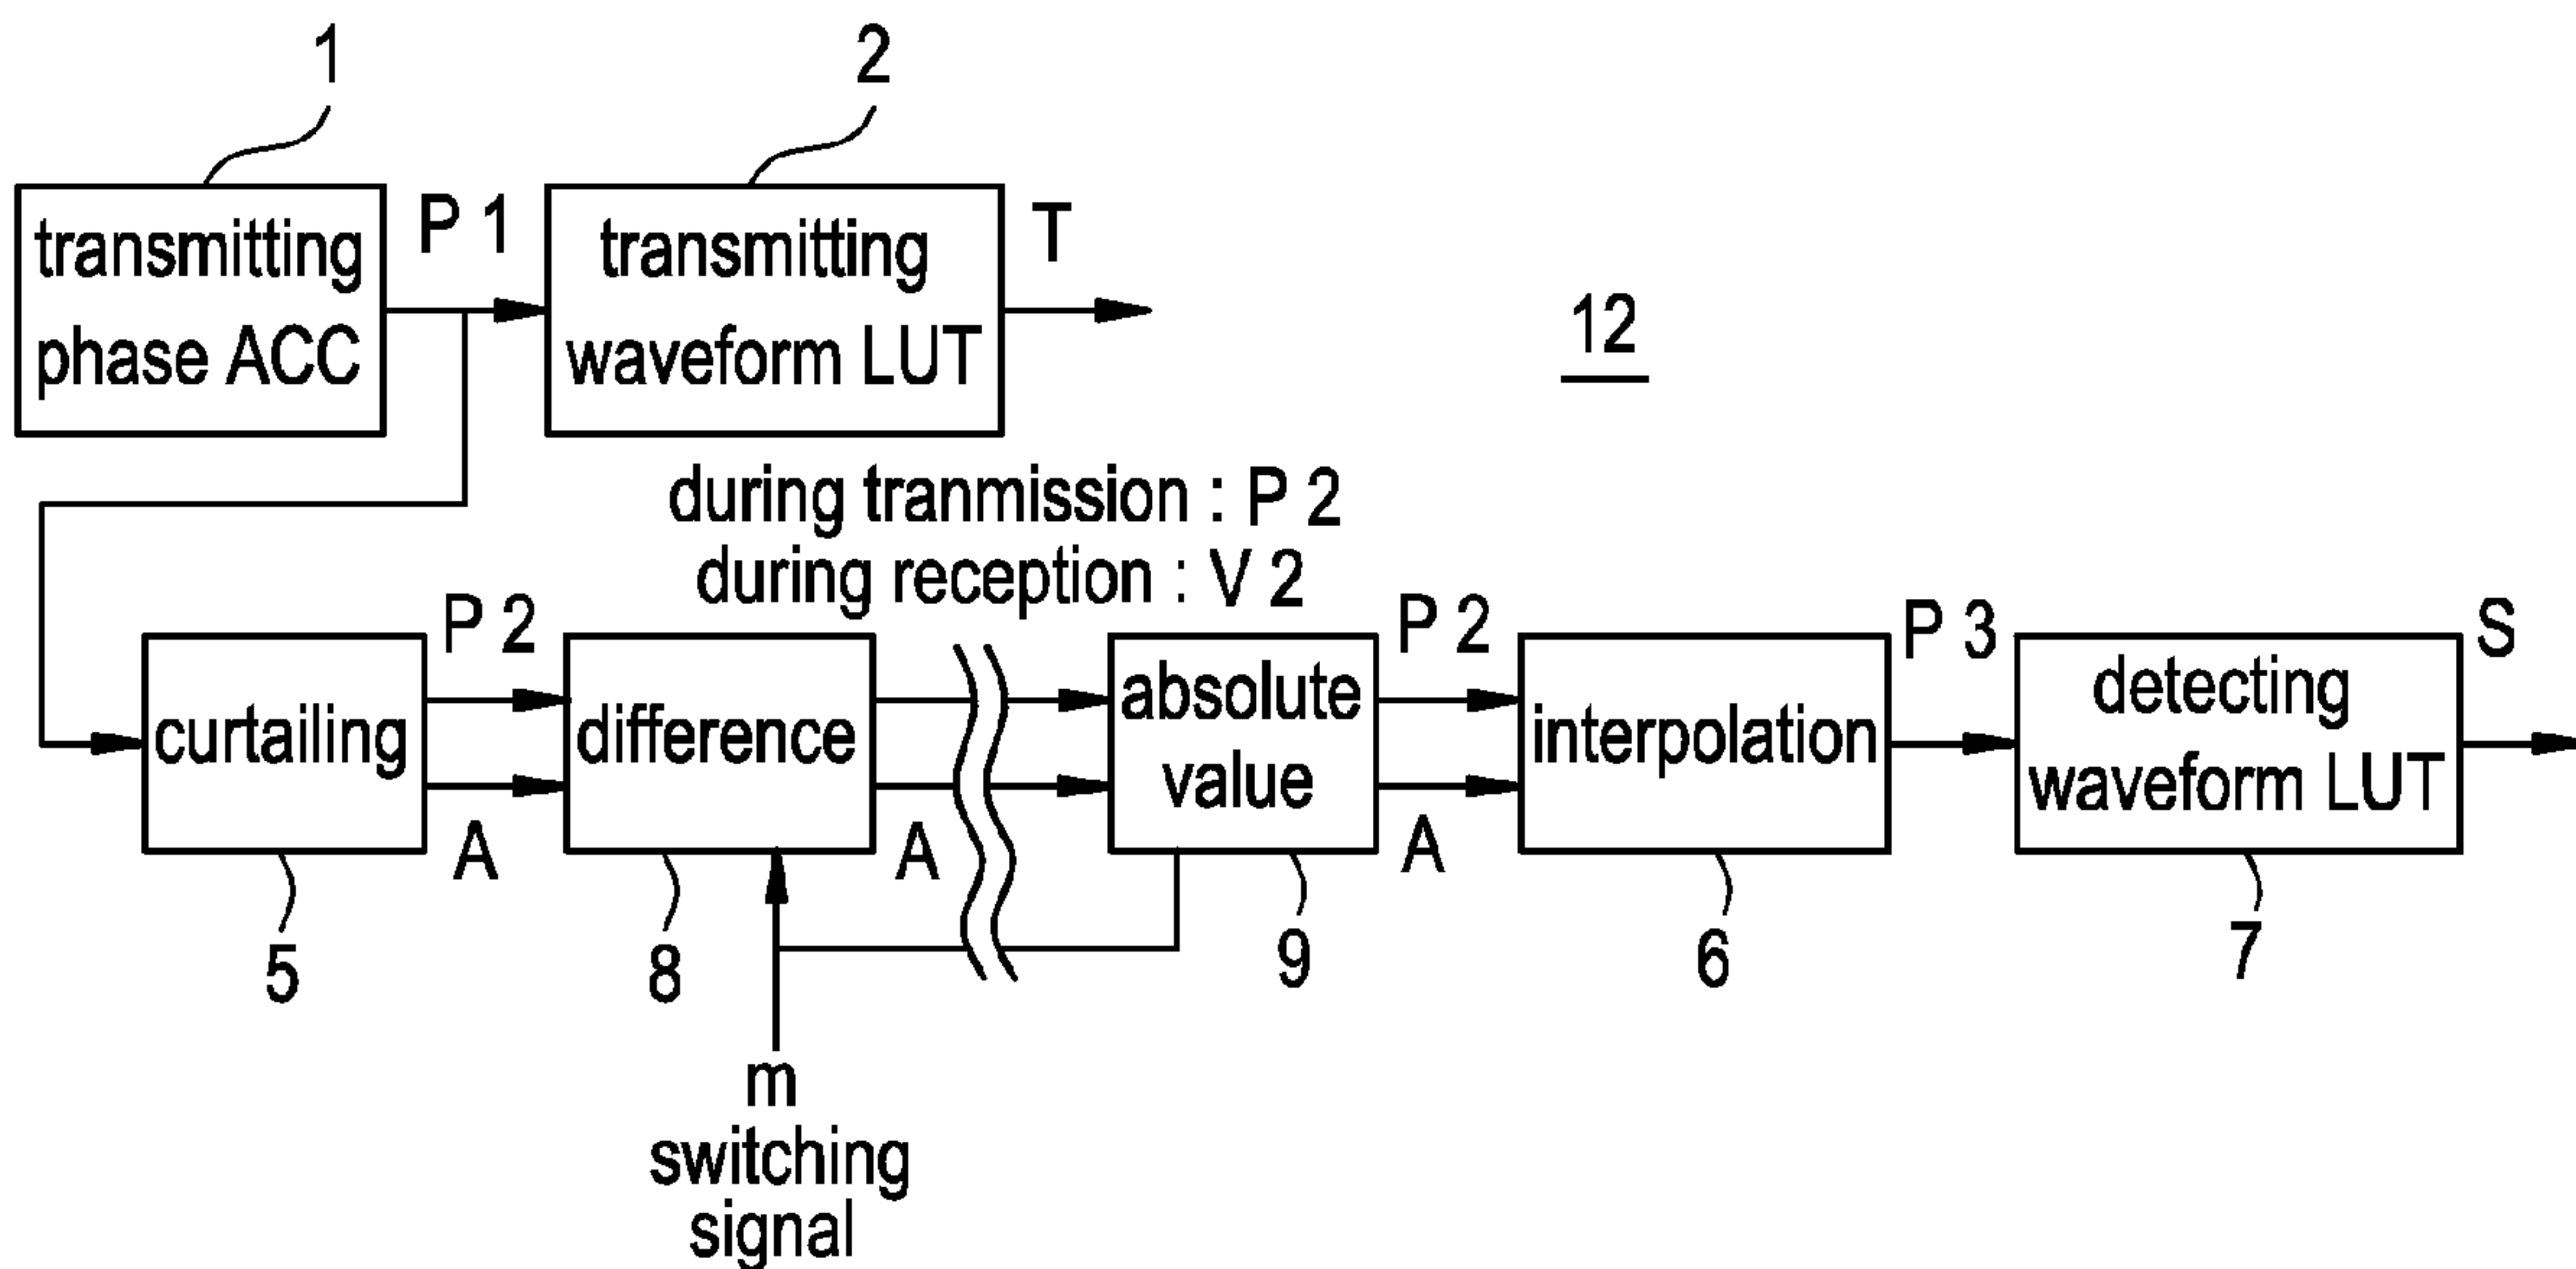 1
2
transmitting
phase ACC
P 1
transmitting
waveform LUT
T
12
during tranmission : P 2
during reception : V 2
curtailing
P 2
A
difference
A
absolute
value
P 2
A
interpolation
P 3
detecting
waveform LUT
S
5
8
9
6
7
m
switching
signal